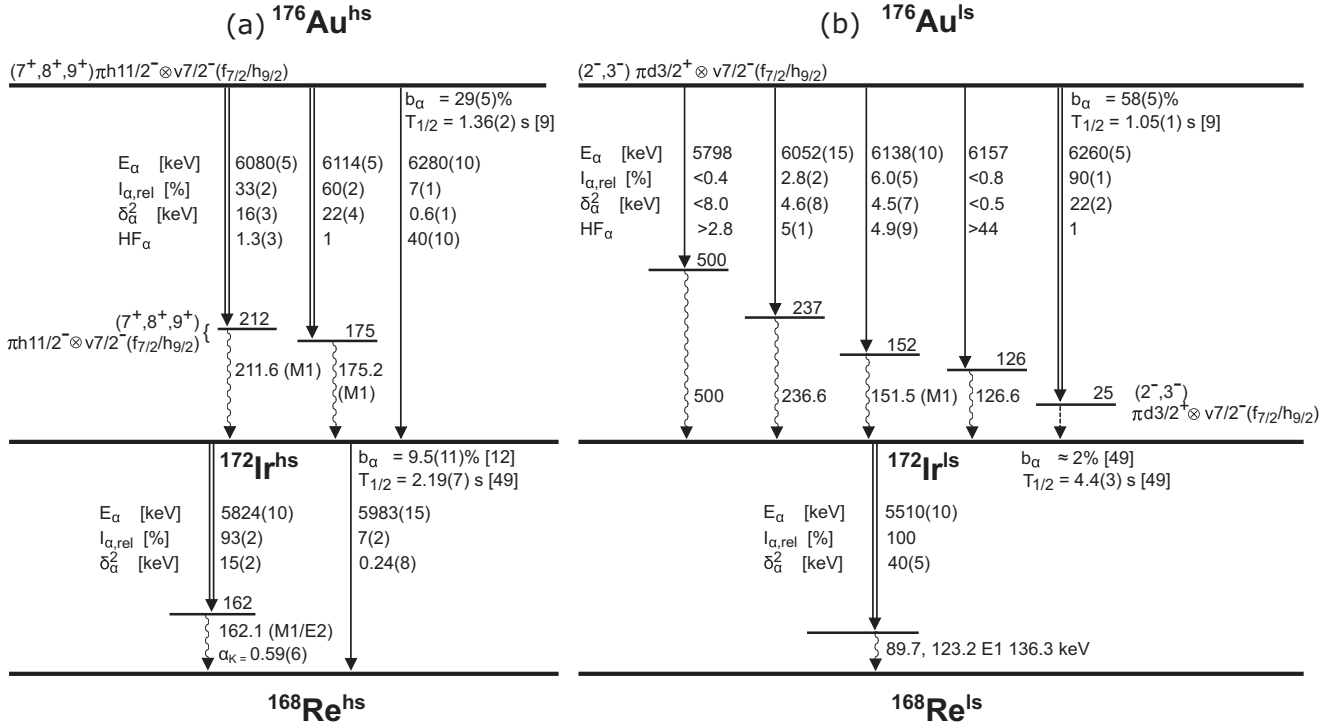 (a) ¹⁷⁶Auʰˢ
(7⁺,8⁺,9⁺)πh11/2⁻⊗ν7/2⁻(f₇/₂/h₉/₂)
bα = 29(5)%
T₁/₂ = 1.36(2) s [9]
Eα [keV] 6080(5) 6114(5) 6280(10)
Iα,rel [%] 33(2) 60(2) 7(1)
δ²α [keV] 16(3) 22(4) 0.6(1)
HFα 1.3(3) 1 40(10)
(7⁺,8⁺,9⁺) { 212
175
πh11/2⁻⊗ν7/2⁻(f₇/₂/h₉/₂)
211.6 (M1) 175.2
(M1)
¹⁷²Irʰˢ
bα = 9.5(11)% [12]
T₁/₂ = 2.19(7) s [49]
Eα [keV] 5824(10) 5983(15)
Iα,rel [%] 93(2) 7(2)
δ²α [keV] 15(2) 0.24(8)
162
162.1 (M1/E2)
αK = 0.59(6)
¹⁶⁸Reʰˢ
(b) ¹⁷⁶Auˡˢ
(2⁻,3⁻) πd3/2⁺⊗ν7/2⁻(f₇/₂/h₉/₂)
bα = 58(5)%
T₁/₂ = 1.05(1) s [9]
Eα [keV] 5798 6052(15) 6138(10) 6157 6260(5)
Iα,rel [%] <0.4 2.8(2) 6.0(5) <0.8 90(1)
δ²α [keV] <8.0 4.6(8) 4.5(7) <0.5 22(2)
HFα >2.8 5(1) 4.9(9) >44 1
500
237
152
126
25 (2⁻,3⁻)
πd3/2⁺⊗ν7/2⁻(f₇/₂/h₉/₂)
500 236.6 151.5 (M1) 126.6
¹⁷²Irˡˢ
bα ≈ 2% [49]
T₁/₂ = 4.4(3) s [49]
Eα [keV] 5510(10)
Iα,rel [%] 100
δ²α [keV] 40(5)
89.7, 123.2 E1 136.3 keV
¹⁶⁸Reˡˢ